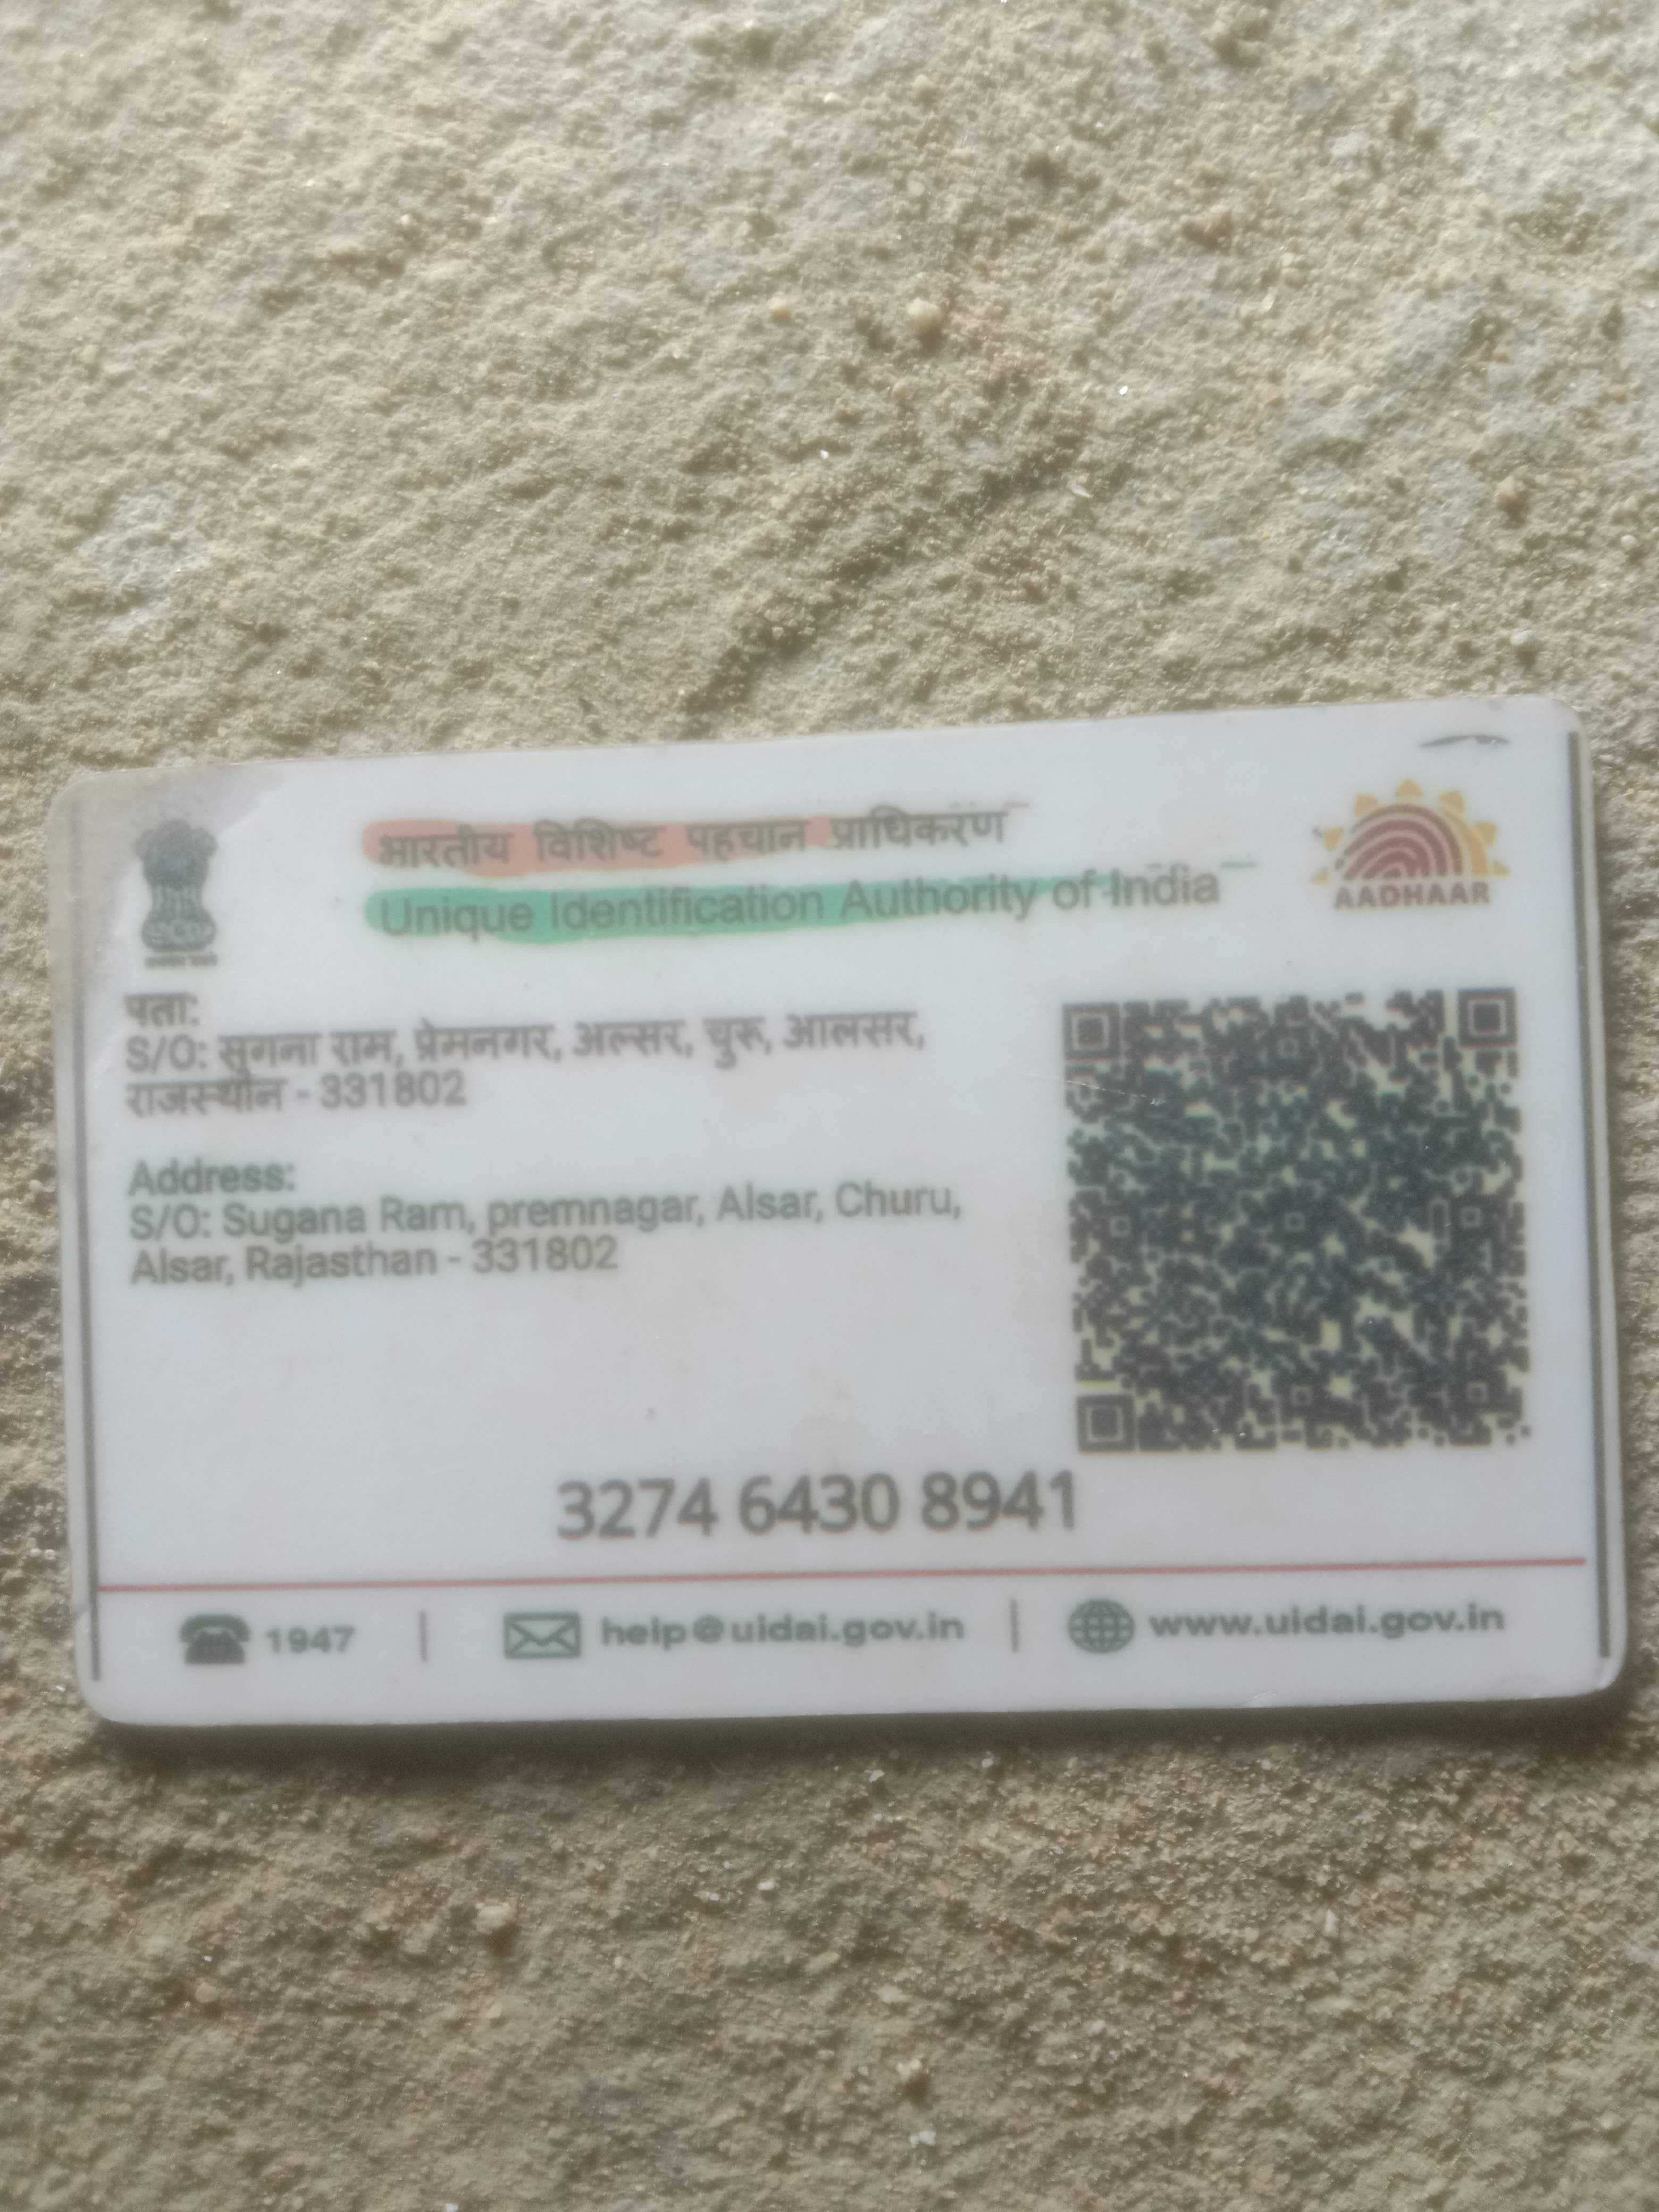 भारतीय विशिष्ट पहचान प्राधिकरण
Unique Identification Authority of India
AADHAAR
पता:
S/O: सुगना राम, प्रेमनगर, अल्सर, चुरू, आलसर,
राजस्थान - 331802
Address:
S/O: Sugana Ram, premnagar, Alsar, Churu,
Alsar, Rajasthan - 331802
3274 6430 8941
1947 | help@uidai.gov.in | www.uidai.gov.in